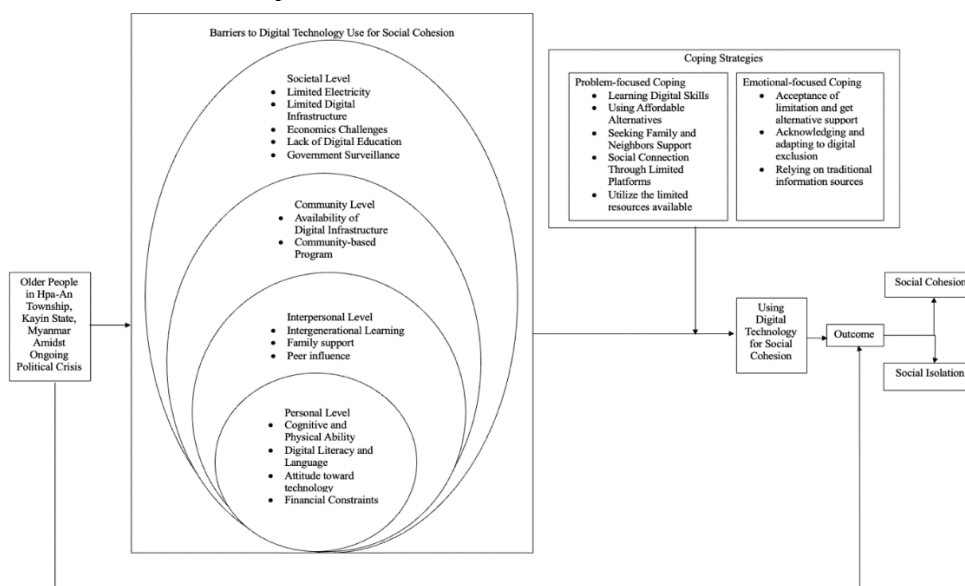 Barriers to Digital Technology Use for Social Cohesion
Societal Level
• Limited Electricity
• Limited Digital
Infrastructure
• Economics Challenges
• Lack of Digital Education
• Government Surveillance
Community Level
• Availability of
Digital Infrastructure
• Community-based
Program
Interpersonal Level
• Intergenerational Learning
• Family support
• Peer influence
Personal Level
• Cognitive and
Physical Ability
• Digital Literacy and
Language
• Attitude toward
technology
• Financial Constraints
Older People
in Hpa-An
Township,
Kayin State,
Myanmar
Amidst
Ongoing
Political Crisis
Coping Strategies
Problem-focused Coping
• Learning Digital Skills
• Using Affordable
Alternatives
• Seeking Family and
Neighbors Support
• Social Connection
Through Limited
Platforms
• Utilize the limited
resources available
Emotional-focused Coping
• Acceptance of
limitation and get
alternative support
• Acknowledging and
adapting to digital
exclusion
• Relying on traditional
information sources
Using
Digital
Technology
for Social
Cohesion
Outcome
Social Cohesion
Social Isolation